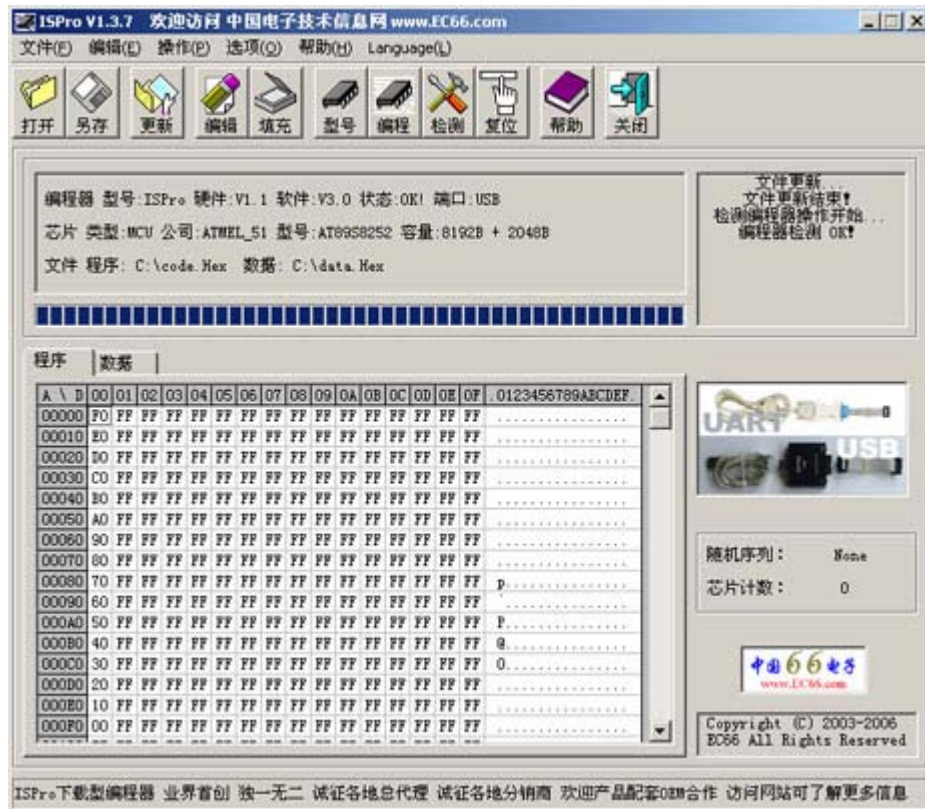 ISPro V1.3.7 欢迎访问 中国电子技术信息网 www.EC66.com
文件(F) 编辑(E) 操作(P) 选项(O) 帮助(H) Language(L)
打开 另存 更新 编辑 填充 型号 编程 检测 复位 帮助 关闭
编程器 型号:ISPro 硬件:V1.1 软件:V3.0 状态:OK! 端口:USB
芯片 类型:MCU 公司:ATMEL_51 型号:AT89S8252 容量:8192B + 2048B
文件 程序: C:\code.Hex 数据: C:\data.Hex
文件更新...
文件更新结束!
检测编程器操作开始...
编程器检测 OK!
程序 数据
A \ D 00 01 02 03 04 05 06 07 08 09 0A 0B 0C 0D 0E 0F .0123456789ABCDEF.
00000 F0 FF FF FF FF FF FF FF FF FF FF FF FF FF FF FF ................
00010 E0 FF FF FF FF FF FF FF FF FF FF FF FF FF FF FF ................
00020 D0 FF FF FF FF FF FF FF FF FF FF FF FF FF FF FF ................
00030 C0 FF FF FF FF FF FF FF FF FF FF FF FF FF FF FF ................
00040 B0 FF FF FF FF FF FF FF FF FF FF FF FF FF FF FF ................
00050 A0 FF FF FF FF FF FF FF FF FF FF FF FF FF FF FF ................
00060 90 FF FF FF FF FF FF FF FF FF FF FF FF FF FF FF ................
00070 80 FF FF FF FF FF FF FF FF FF FF FF FF FF FF FF ................
00080 70 FF FF FF FF FF FF FF FF FF FF FF FF FF FF FF p...............
00090 60 FF FF FF FF FF FF FF FF FF FF FF FF FF FF FF `...............
000A0 50 FF FF FF FF FF FF FF FF FF FF FF FF FF FF FF P...............
000B0 40 FF FF FF FF FF FF FF FF FF FF FF FF FF FF FF @...............
000C0 30 FF FF FF FF FF FF FF FF FF FF FF FF FF FF FF 0...............
000D0 20 FF FF FF FF FF FF FF FF FF FF FF FF FF FF FF ...............
000E0 10 FF FF FF FF FF FF FF FF FF FF FF FF FF FF FF ................
000F0 00 FF FF FF FF FF FF FF FF FF FF FF FF FF FF FF ................
UART
USB
随机序列: None
芯片计数: 0
中国66电子
www.EC66.com
Copyright (C) 2003-2006
EC66 All Rights Reserved
ISPro下载型编程器 业界首创 独一无二 诚征各地总代理 诚征各地分销商 欢迎产品配套OEM合作 访问网站可了解更多信息